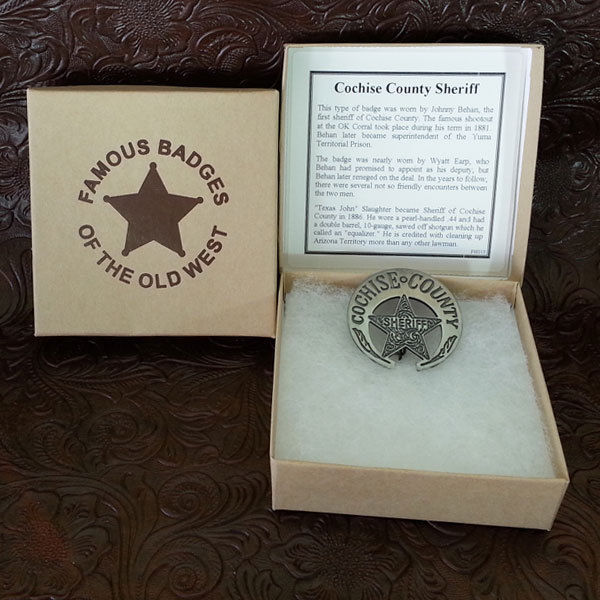 FAMOUS BADGES
OF THE OLD WEST
Cochise County Sheriff
This type of badge was worn by Johnny Behan, the
first sheriff of Cochise County. The famous shootout
at the OK Corral took place during his term in 1881.
Behan later became superintendent of the Yuma
Territorial Prison.
The badge was nearly worn by Wyatt Earp, who
Behan had promised to appoint as his deputy, but
Behan later reneged on the deal. In the years to follow,
there were several not so friendly encounters between
the two men.
"Texas John" Slaughter became Sheriff of Cochise
County in 1886. He wore a pearl-handled .44 and had
a double barrel, 10-gauge, sawed off shotgun which he
called an "equalizer." He is credited with cleaning up
Arizona Territory more than any other lawman.
COCHISE COUNTY
SHERIFF